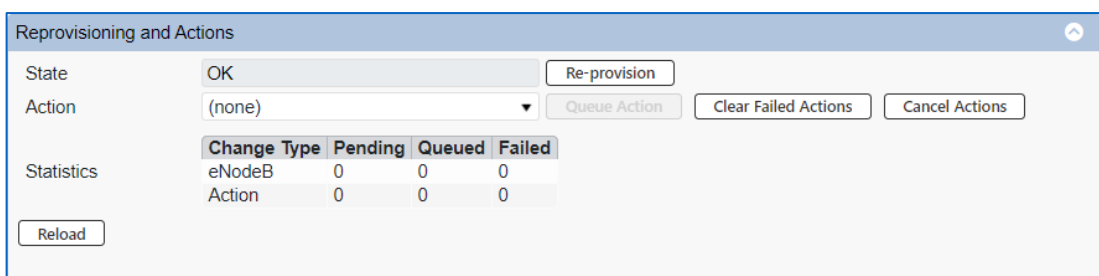 Reprovisioning and Actions
State OK Re-provision
Action (none) Queue Action Clear Failed Actions Cancel Actions
Change Type Pending Queued Failed
Statistics eNodeB 0 0 0
Action 0 0 0
Reload